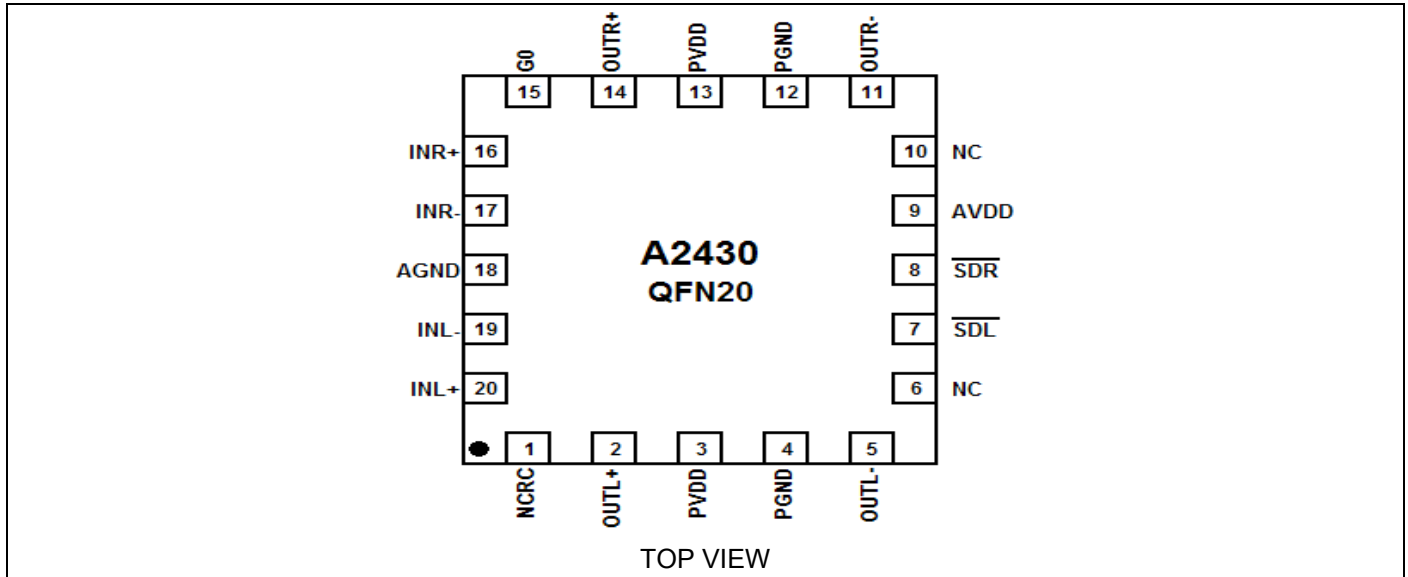 G0
OUTR+
PVDD
PGND
OUTR-
15 14 13 12 11
INR+ 16 10 NC
INR- 17 9 AVDD
A2430
AGND 18 8 SDR
QFN20
INL- 19 7 SDL
INL+ 20 6 NC
1 2 3 4 5
NCRC
OUTL+
PVDD
PGND
OUTL-
TOP VIEW